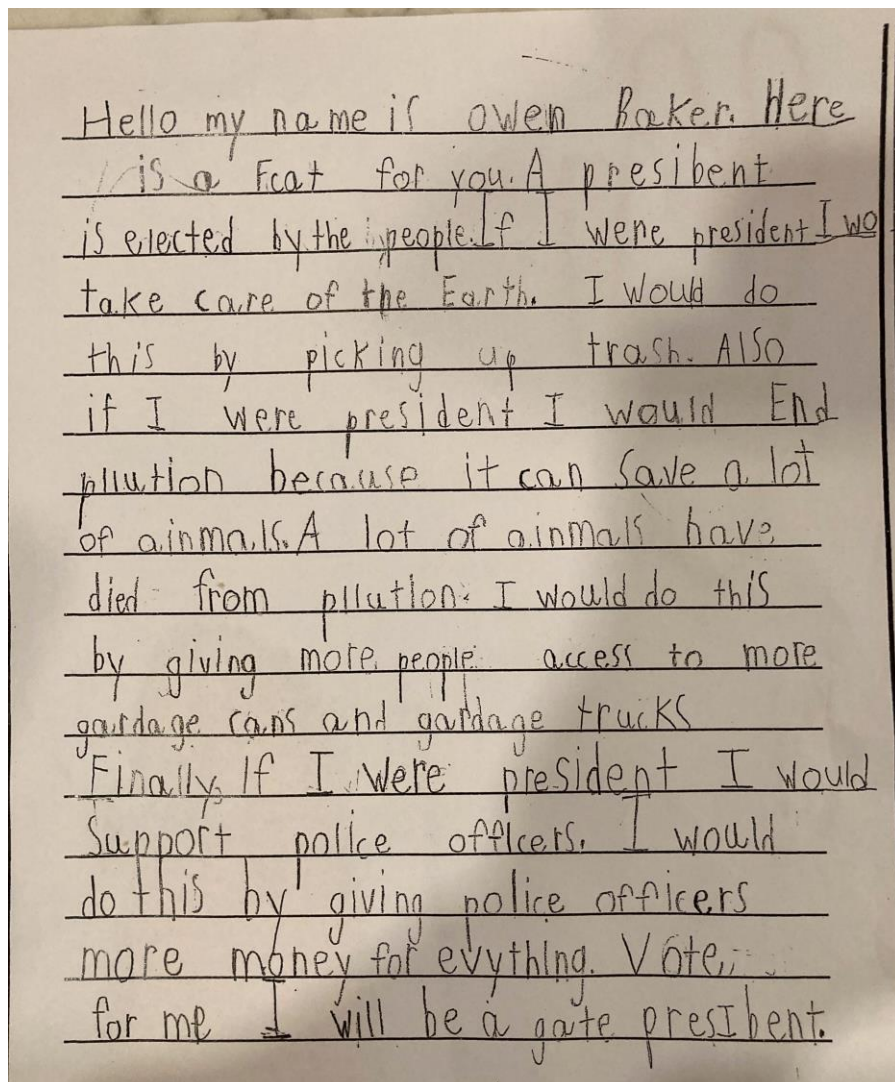 Hello my name is owen Baker. Here
is a Fcat for you. A presibent
is elected by the people. If I were president I wo
take care of the Earth. I would do
this by picking up trash. Also
if I were president I would End
pllution because it can save a lot
of ainmals. A lot of ainmals have
died from pllution. I would do this
by giving more people access to more
gardage cans and gardage trucks
Finally, If I were president I would
Support police officers. I would
do this by giving police officers
more money for evything. Vote
for me I will be a gate presIbent.